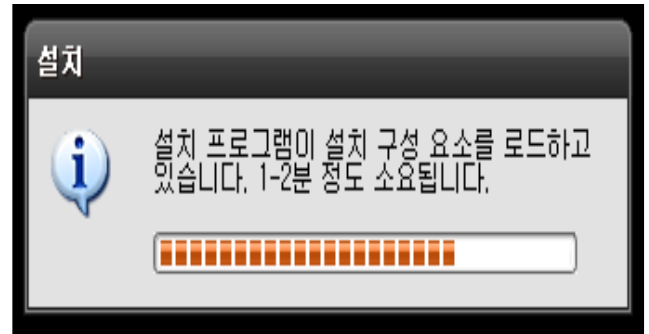 설치
설치 프로그램이 설치 구성 요소를 로드하고
있습니다. 1-2분 정도 소요됩니다.